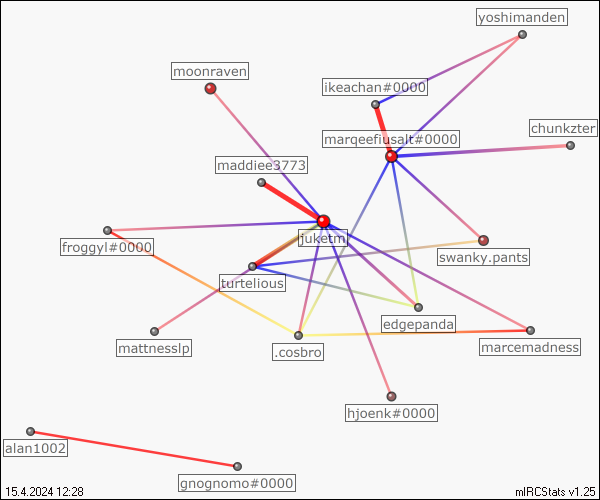 yoshimanden
moonraven
ikeachan#0000
chunkzter
marqeefiusalt#0000
maddiee3773
juketm
froggyl#0000
swanky.pants
turtelious
edgepanda
mattnesslp
.cosbro
marcemadness
hjoenk#0000
alan1002
gnognomo#0000
15.4.2024 12:28
mIRCStats v1.25